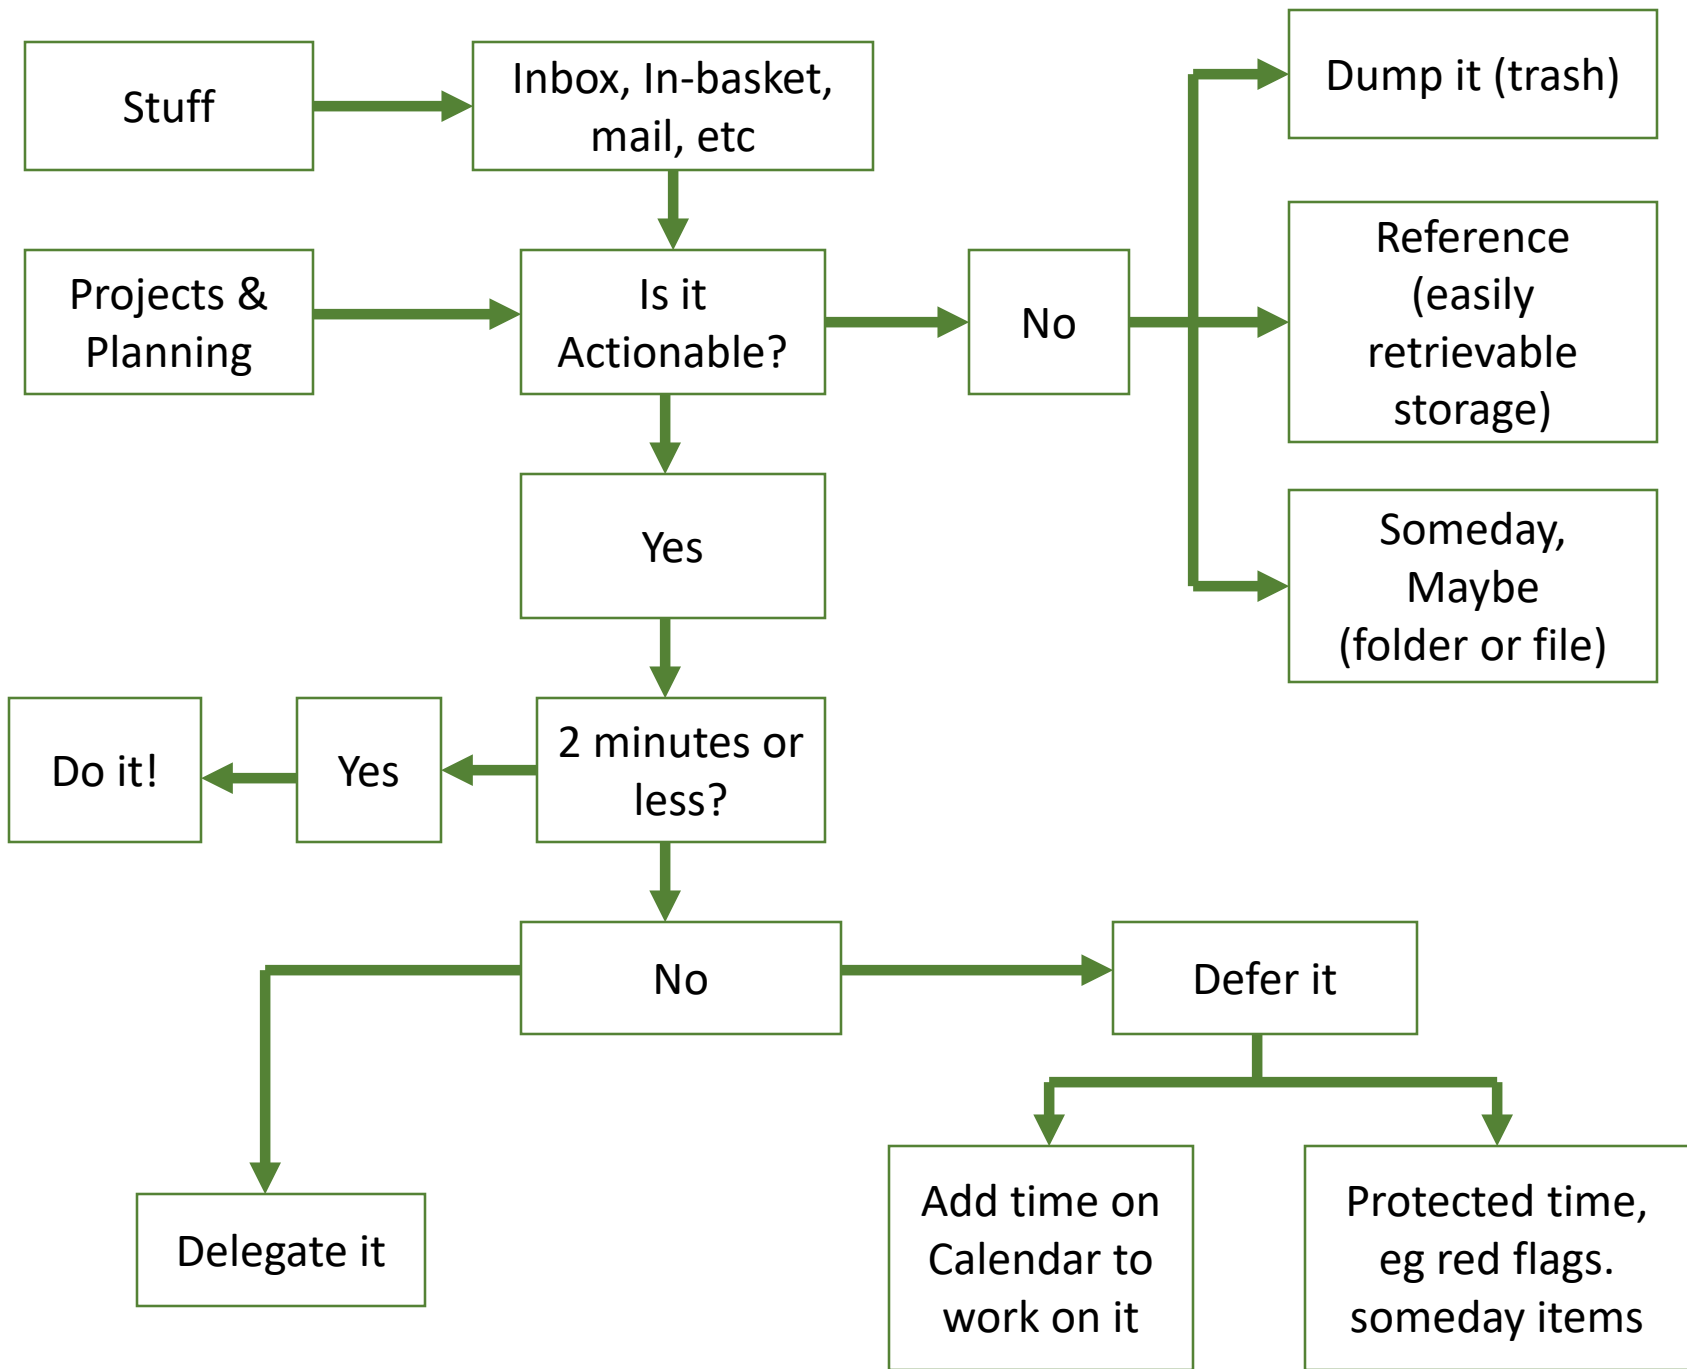 Stuff
Inbox, In-basket,
mail, etc
Dump it (trash)
Projects &
Planning
Is it
Actionable?
No
Reference
(easily
retrievable
storage)
Yes
Someday,
Maybe
(folder or file)
Do it!
Yes
2 minutes or
less?
No
Defer it
Delegate it
Add time on
Calendar to
work on it
Protected time,
eg red flags.
someday items